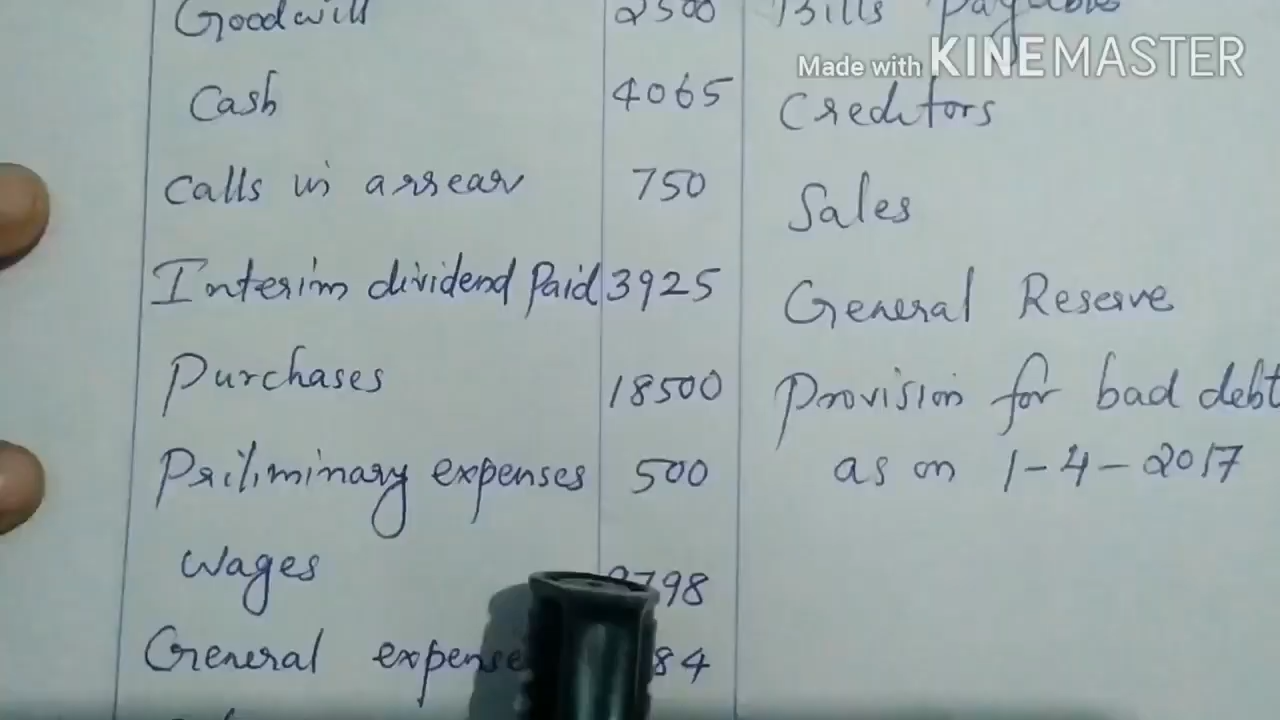 Goodwill 2500 Bills Payable
Made with KINEMASTER
Cash 4065 Creditors
Calls in arrear 750 Sales
Interim dividend Paid 3925 General Reserve
Purchases 18500 Provision for bad debt
Priliminary expenses 500 as on 1-4-2017
Wages 798
General expense 84